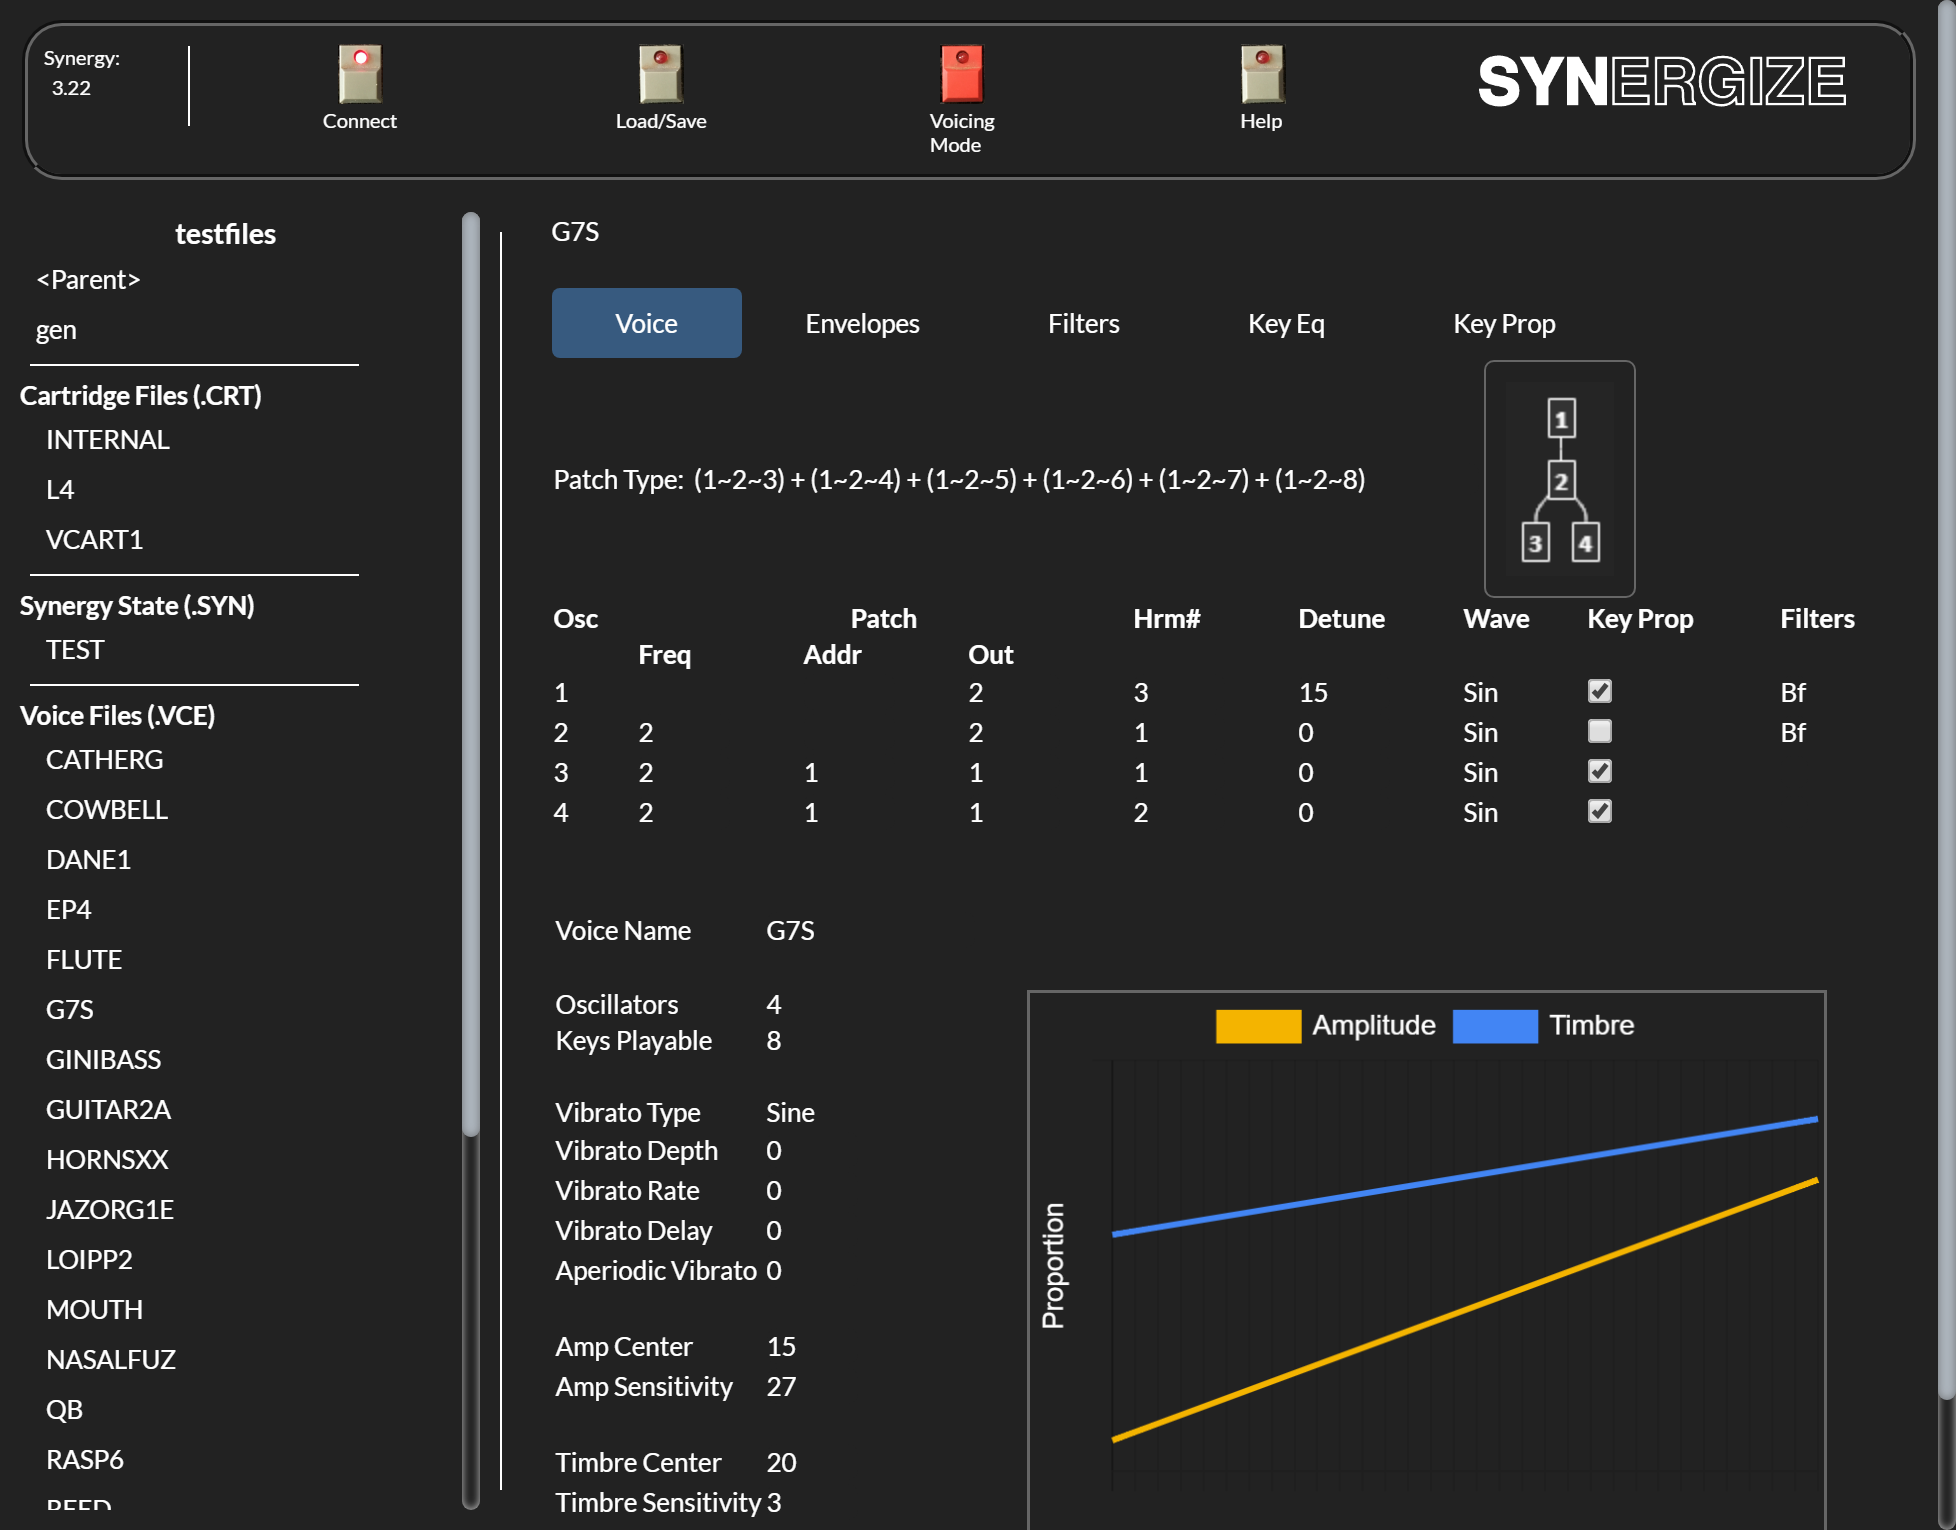 Synergy:
3.22
Connect
Load/Save
Voicing
Mode
Help
SYNERGIZE
testfiles
<Parent>
gen
Cartridge Files (.CRT)
INTERNAL
L4
VCART1
Synergy State (.SYN)
TEST
Voice Files (.VCE)
CATHERG
COWBELL
DANE1
EP4
FLUTE
G7S
GINIBASS
GUITAR2A
HORNSXX
JAZORG1E
LOIPP2
MOUTH
NASALFUZ
QB
RASP6
REED
G7S
Voice Envelopes Filters Key Eq Key Prop
Patch Type: (1~2~3) + (1~2~4) + (1~2~5) + (1~2~6) + (1~2~7) + (1~2~8)
1
2
3 4
Osc Patch Hrm# Detune Wave Key Prop Filters
Freq Addr Out
1 2 3 15 Sin Bf
2 2 2 1 0 Sin Bf
3 2 1 1 1 0 Sin
4 2 1 1 2 0 Sin
Voice Name G7S
Oscillators 4
Keys Playable 8
Vibrato Type Sine
Vibrato Depth 0
Vibrato Rate 0
Vibrato Delay 0
Aperiodic Vibrato 0
Amp Center 15
Amp Sensitivity 27
Timbre Center 20
Timbre Sensitivity 3
Amplitude Timbre
Proportion